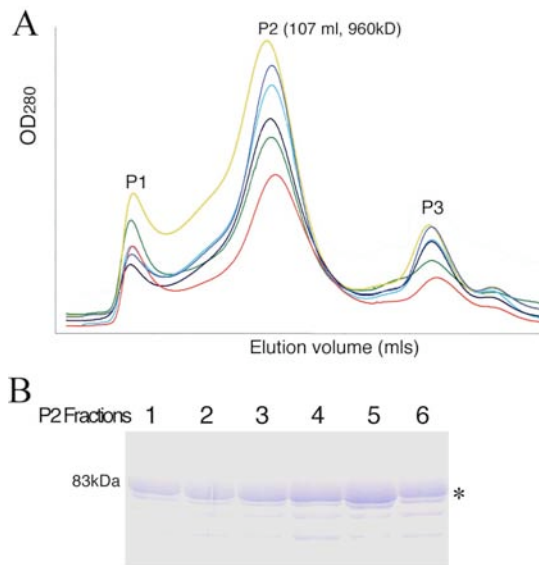 A
P2 (107 ml, 960kD)
OD280
P1
P3
Elution volume (mls)
B
P2 Fractions 1 2 3 4 5 6
83kDa
*